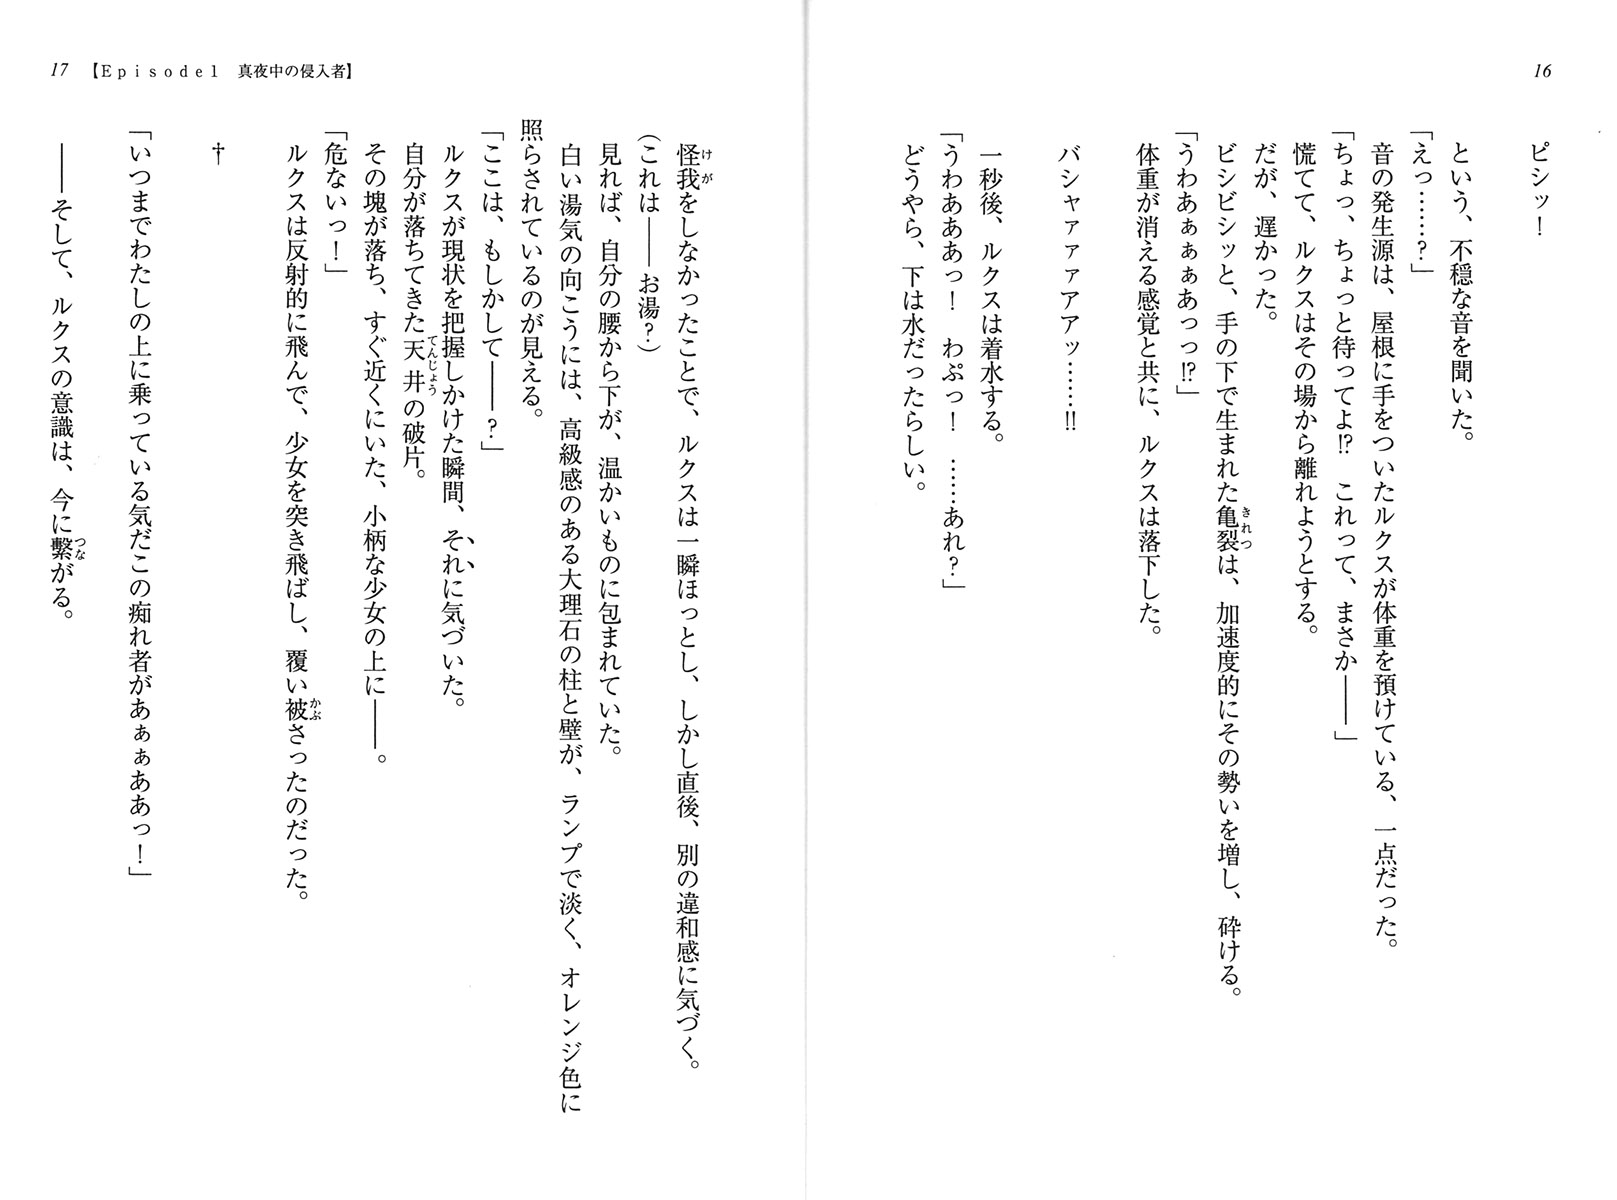 16
ピシッ！
という、不穏な音を聞いた。
「えっ……？」
音の発生源は、屋根に手をついたルクスが体重を預けている、一点だった。
「ちょっ、ちょっと待ってよ!?　これって、まさか――」
慌てて、ルクスはその場から離れようとする。
だが、遅かった。
ビシビシッと、手の下で生まれた亀裂は、加速度的にその勢いを増し、砕ける。
「うわあぁぁぁあっっ!?」
体重が消える感覚と共に、ルクスは落下した。
バシャァァァアアッ……!!
一秒後、ルクスは着水する。
「うわあああっ！　わぷっ！　……あれ？」
どうやら、下は水だったらしい。
17 【Episode1　真夜中の侵入者】
怪我をしなかったことで、ルクスは一瞬ほっとし、しかし直後、別の違和感に気づく。
（これは――お湯？）
見れば、自分の腰から下が、温かいものに包まれていた。
白い湯気の向こうには、高級感のある大理石の柱と壁が、ランプで淡く、オレンジ色に
照らされているのが見える。
「ここは、もしかして――？」
ルクスが現状を把握しかけた瞬間、それに気づいた。
自分が落ちてきた天井の破片。
その塊が落ち、すぐ近くにいた、小柄な少女の上に――。
「危ないっ！」
ルクスは反射的に飛んで、少女を突き飛ばし、覆い被さったのだった。
†
「いつまでわたしの上に乗っている気だこの痴れ者があぁぁああっ！」
――そして、ルクスの意識は、今に繫がる。